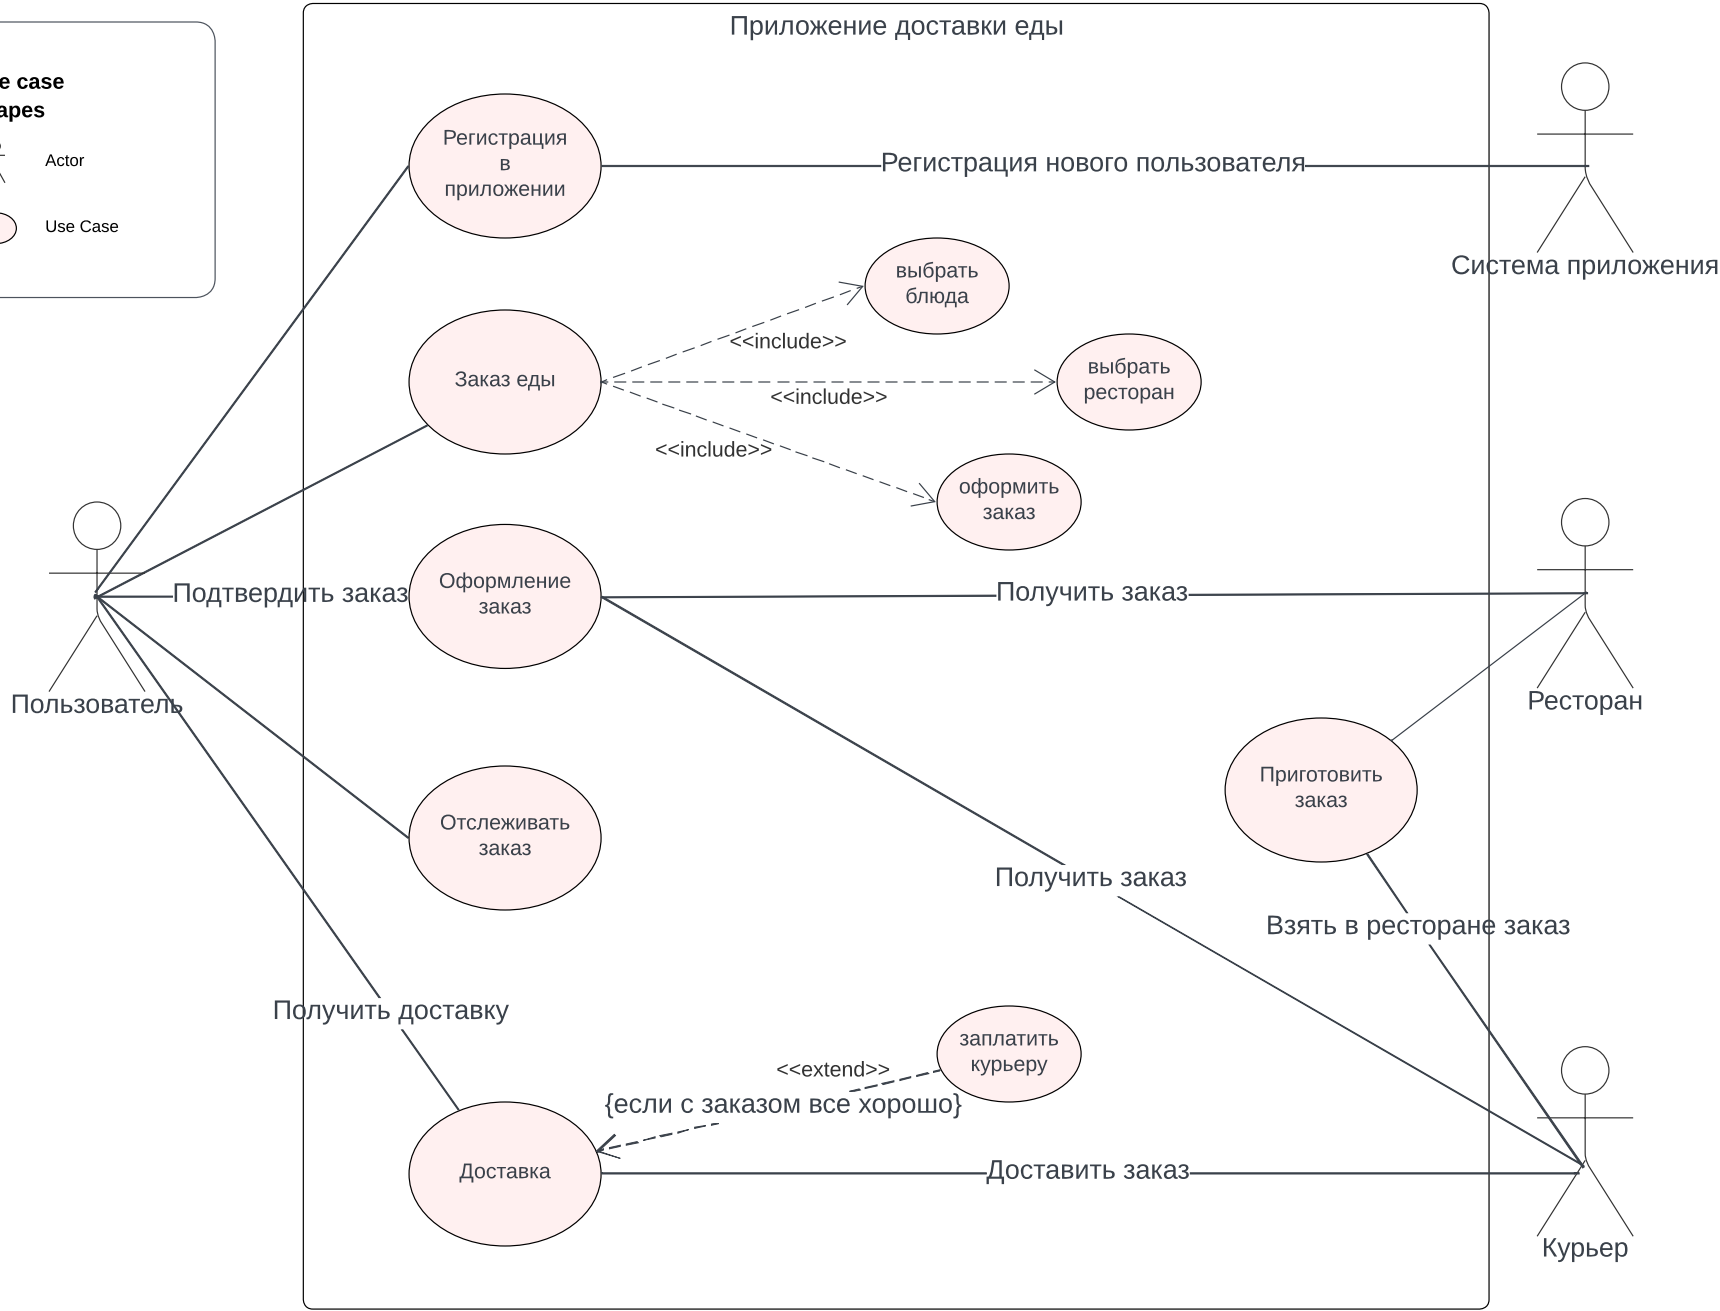 Приложение доставки еды
e case
apes
Actor
Use Case
Регистрация
в
приложении
Регистрация нового пользователя
Система приложения
выбрать
блюда
<<include>>
Заказ еды
<<include>>
выбрать
ресторан
<<include>>
оформить
заказ
Пользователь
Подтвердить заказ
Оформление
заказ
Получить заказ
Ресторан
Отслеживать
заказ
Приготовить
заказ
Получить заказ
Взять в ресторане заказ
Получить доставку
заплатить
курьеру
<<extend>>
{если с заказом все хорошо}
Доставка
Доставить заказ
Курьер